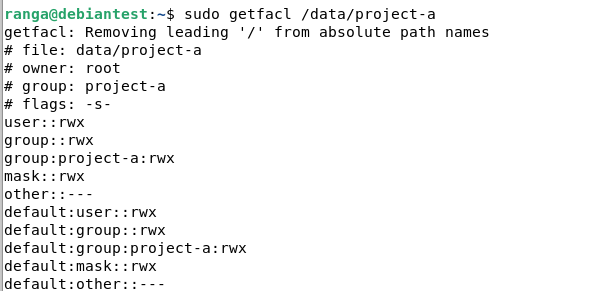 ranga@debiantest:~$ sudo getfacl /data/project-a
getfacl: Removing leading '/' from absolute path names
# file: data/project-a
# owner: root
# group: project-a
# flags: -s-
user::rwx
group::rwx
group:project-a:rwx
mask::rwx
other::---
default:user::rwx
default:group::rwx
default:group:project-a:rwx
default:mask::rwx
default:other::---